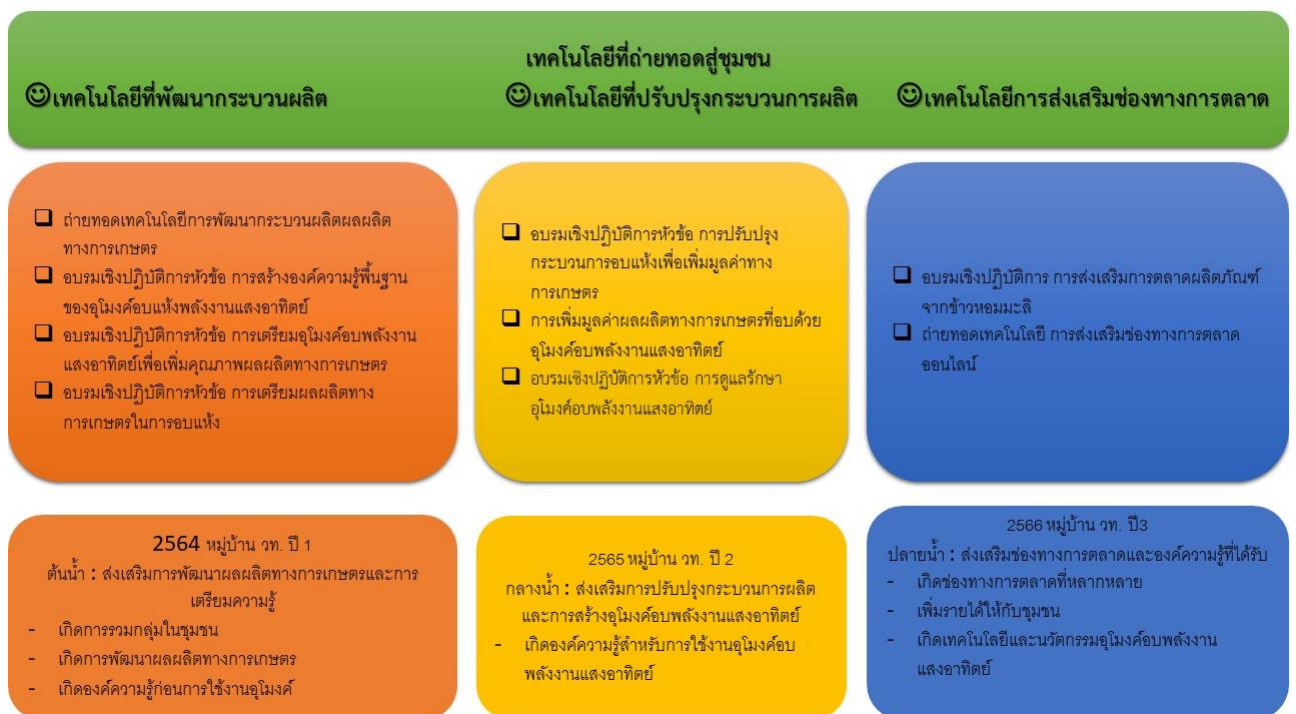 เทคโนโลยีที่ถ่ายทอดสู่ชุมชน
☺เทคโนโลยีที่พัฒนากระบวนผลิต
☺เทคโนโลยีที่ปรับปรุงกระบวนการผลิต
☺เทคโนโลยีการส่งเสริมช่องทางการตลาด
❑ ถ่ายทอดเทคโนโลยีการพัฒนากระบวนผลิตผลผลิต
ทางการเกษตร
❑ อบรมเชิงปฏิบัติการหัวข้อ การสร้างองค์ความรู้พื้นฐาน
ของอุโมงค์อบแห้งพลังงานแสงอาทิตย์
❑ อบรมเชิงปฏิบัติการหัวข้อ การเตรียมอุโมงค์อบพลังงาน
แสงอาทิตย์เพื่อเพิ่มคุณภาพผลผลิตทางการเกษตร
❑ อบรมเชิงปฏิบัติการหัวข้อ การเตรียมผลผลิตทาง
การเกษตรในการอบแห้ง
❑ อบรมเชิงปฏิบัติการหัวข้อ การปรับปรุง
กระบวนการอบแห้งเพื่อเพิ่มมูลค่าทาง
การเกษตร
❑ การเพิ่มมูลค่าผลผลิตทางการเกษตรที่อบด้วย
อุโมงค์อบพลังงานแสงอาทิตย์
❑ อบรมเชิงปฏิบัติการหัวข้อ การดูแลรักษา
อุโมงค์อบพลังงานแสงอาทิตย์
❑ อบรมเชิงปฏิบัติการ การส่งเสริมการตลาดผลิตภัณฑ์
จากข้าวหอมมะลิ
❑ ถ่ายทอดเทคโนโลยี การส่งเสริมช่องทางการตลาด
ออนไลน์
2564 หมู่บ้าน วท. ปี 1
ต้นน้ำ : ส่งเสริมการพัฒนาผลผลิตทางการเกษตรและการ
เตรียมความรู้
- เกิดการรวมกลุ่มในชุมชน
- เกิดการพัฒนาผลผลิตทางการเกษตร
- เกิดองค์ความรู้ก่อนการใช้งานอุโมงค์
2565 หมู่บ้าน วท. ปี 2
กลางน้ำ : ส่งเสริมการปรับปรุงกระบวนการผลิต
และการสร้างอุโมงค์อบพลังงานแสงอาทิตย์
- เกิดองค์ความรู้สำหรับการใช้งานอุโมงค์อบ
พลังงานแสงอาทิตย์
2566 หมู่บ้าน วท. ปี3
ปลายน้ำ : ส่งเสริมช่องทางการตลาดและองค์ความรู้ที่ได้รับ
- เกิดช่องทางการตลาดที่หลากหลาย
- เพิ่มรายได้ให้กับชุมชน
- เกิดเทคโนโลยีและนวัตกรรมอุโมงค์อบพลังงาน
แสงอาทิตย์